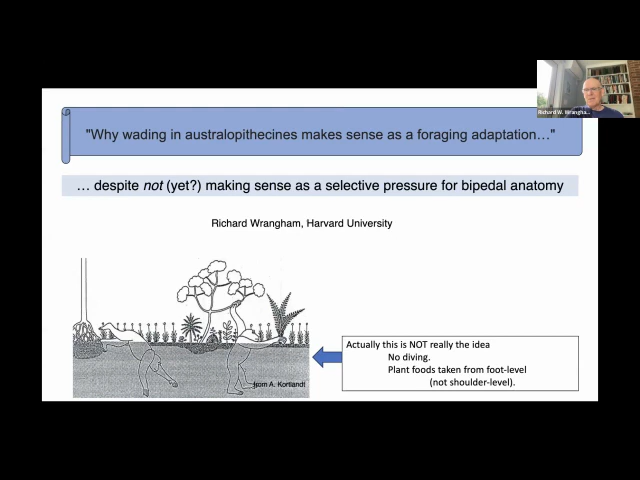 Richard W. Wrangha...
"Why wading in australopithecines makes sense as a foraging adaptation…"
… despite not (yet?) making sense as a selective pressure for bipedal anatomy
Richard Wrangham, Harvard University
from A. Kortlandt
Actually this is NOT really the idea
No diving.
Plant foods taken from foot-level
(not shoulder-level).